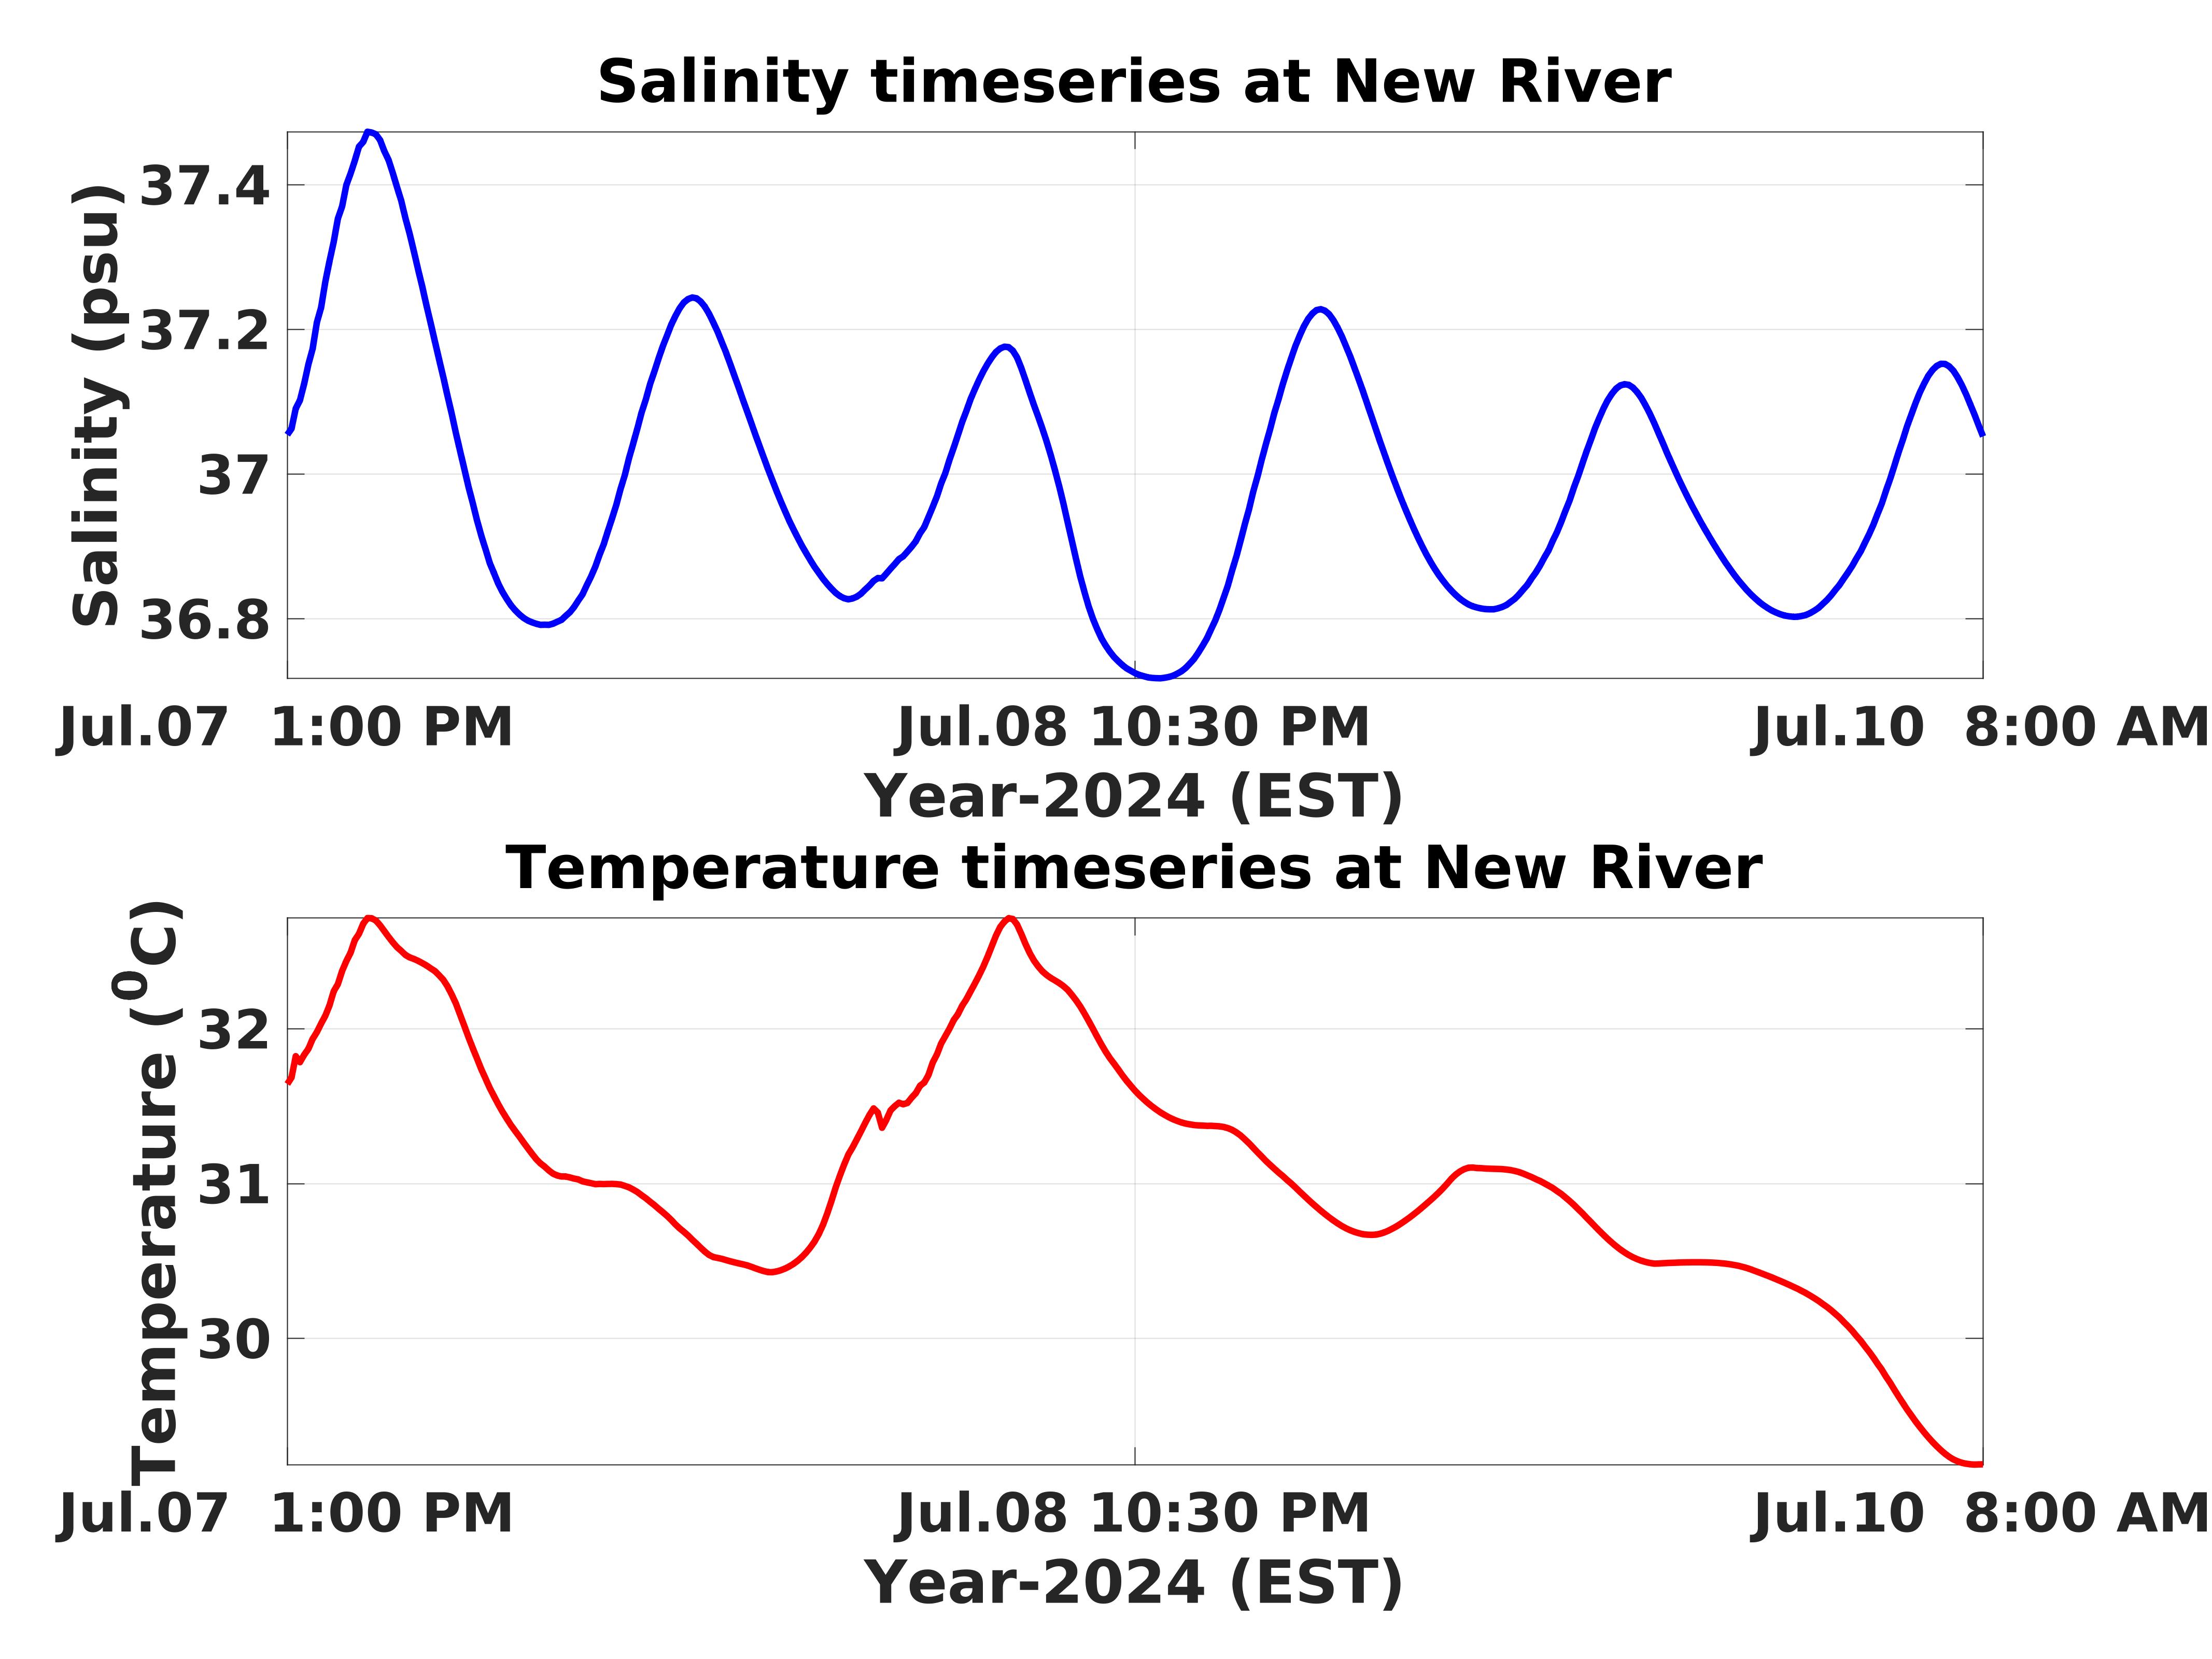 Salinity timeseries at New River
Salinity (psu)
37.4
37.2
37
36.8
Jul.07  1:00 PM
Jul.08 10:30 PM
Jul.10  8:00 AM
Year-2024 (EST)
Temperature timeseries at New River
Temperature (⁰C)
32
31
30
Jul.07  1:00 PM
Jul.08 10:30 PM
Jul.10  8:00 AM
Year-2024 (EST)